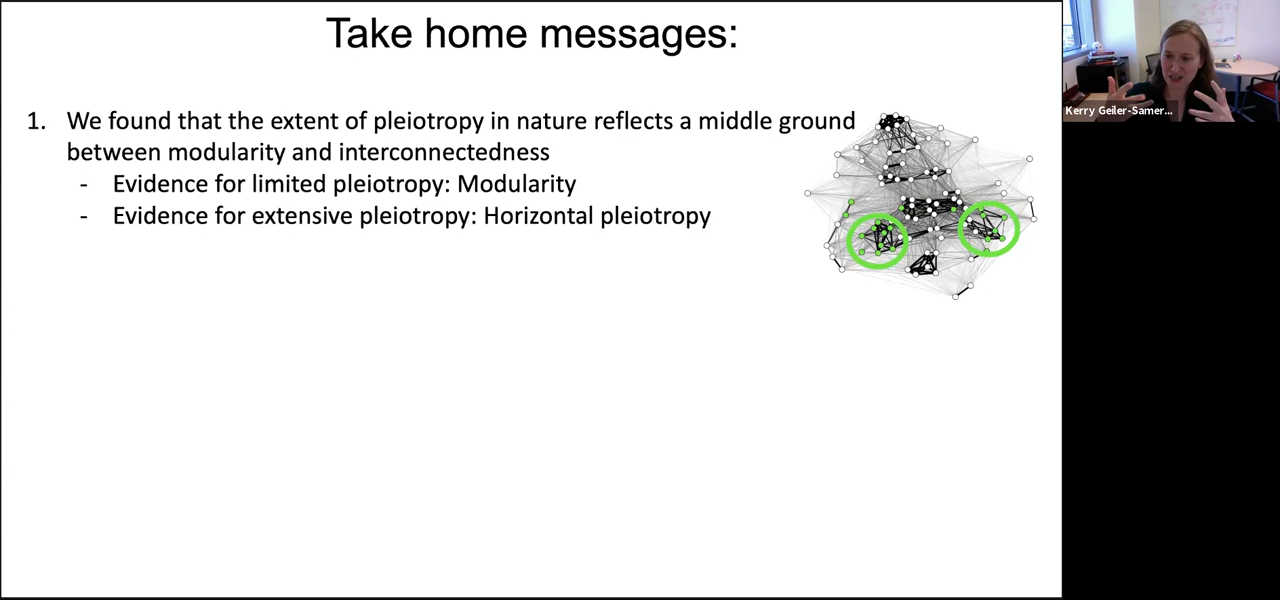 Take home messages:
1. We found that the extent of pleiotropy in nature reflects a middle ground
between modularity and interconnectedness
- Evidence for limited pleiotropy: Modularity
- Evidence for extensive pleiotropy: Horizontal pleiotropy
Kerry Geiler-Samer...